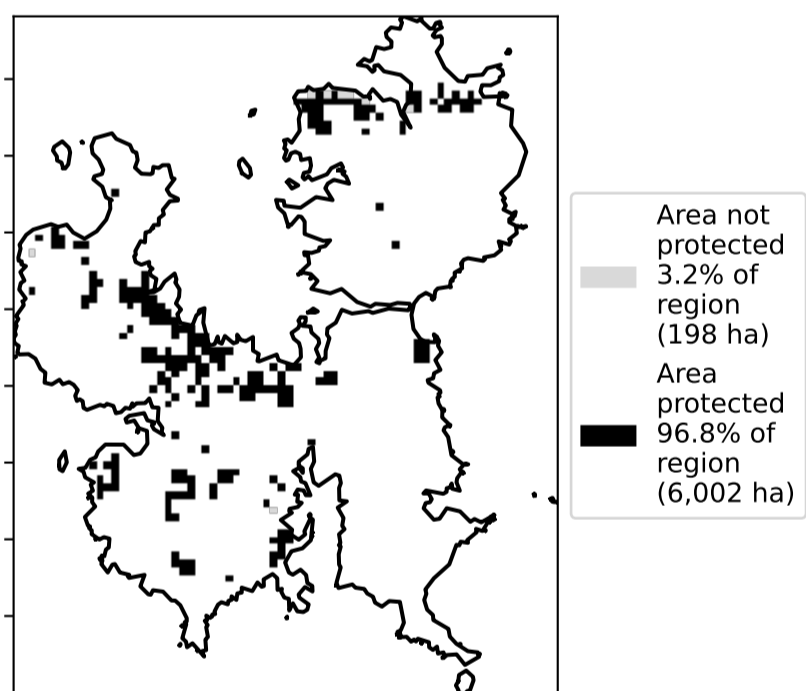 Area not
protected
3.2% of
region
(198 ha)
Area
protected
96.8% of
region
(6,002 ha)